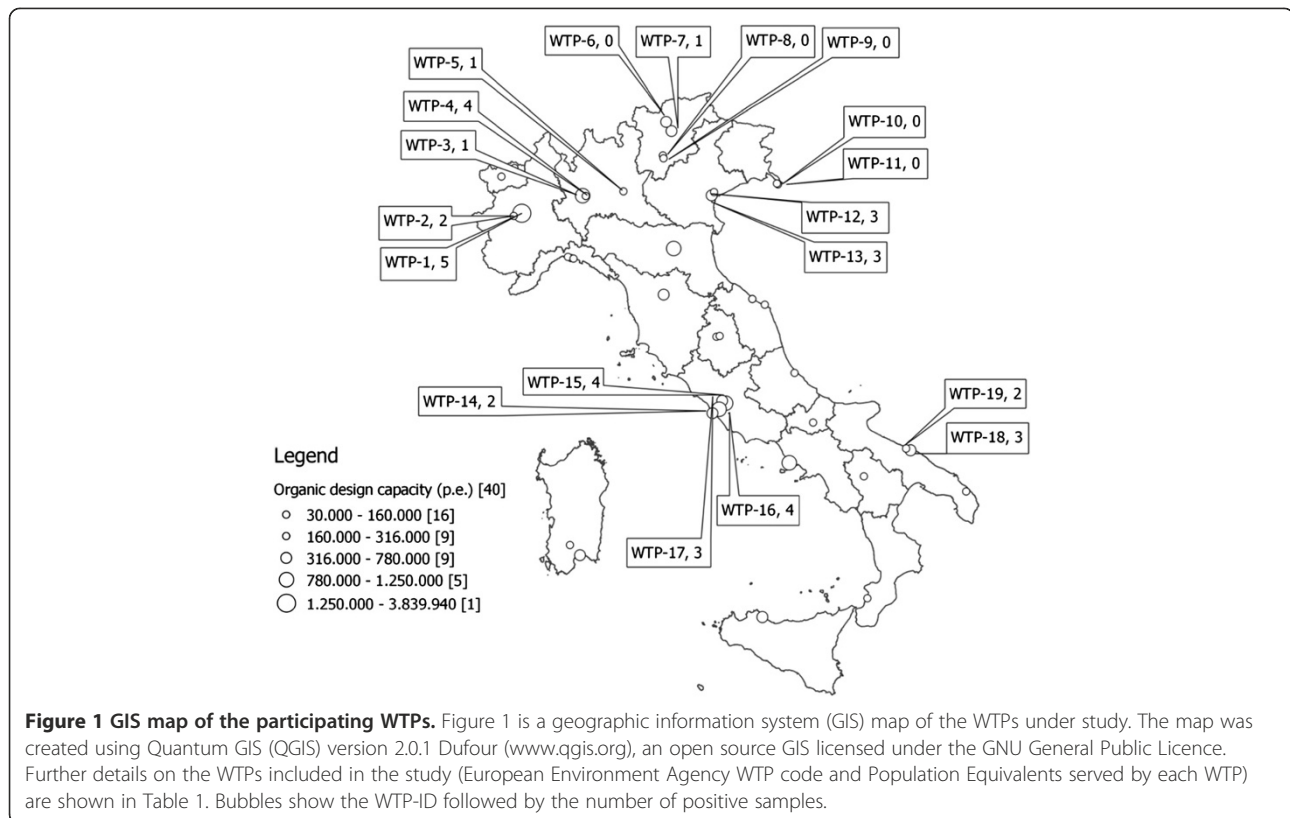 WTP-6, 0
WTP-7, 1
WTP-8, 0
WTP-9, 0
WTP-5, 1
WTP-4, 4
WTP-3, 1
WTP-10, 0
WTP-11, 0
WTP-2, 2
WTP-1, 5
WTP-12, 3
WTP-13, 3
WTP-15, 4
WTP-14, 2
WTP-19, 2
WTP-18, 3
WTP-16, 4
WTP-17, 3
Legend
Organic design capacity (p.e.) [40]
30.000 - 160.000 [16]
160.000 - 316.000 [9]
316.000 - 780.000 [9]
780.000 - 1.250.000 [5]
1.250.000 - 3.839.940 [1]
Figure 1 GIS map of the participating WTPs. Figure 1 is a geographic information system (GIS) map of the WTPs under study. The map was
created using Quantum GIS (QGIS) version 2.0.1 Dufour (www.qgis.org), an open source GIS licensed under the GNU General Public Licence.
Further details on the WTPs included in the study (European Environment Agency WTP code and Population Equivalents served by each WTP)
are shown in Table 1. Bubbles show the WTP-ID followed by the number of positive samples.